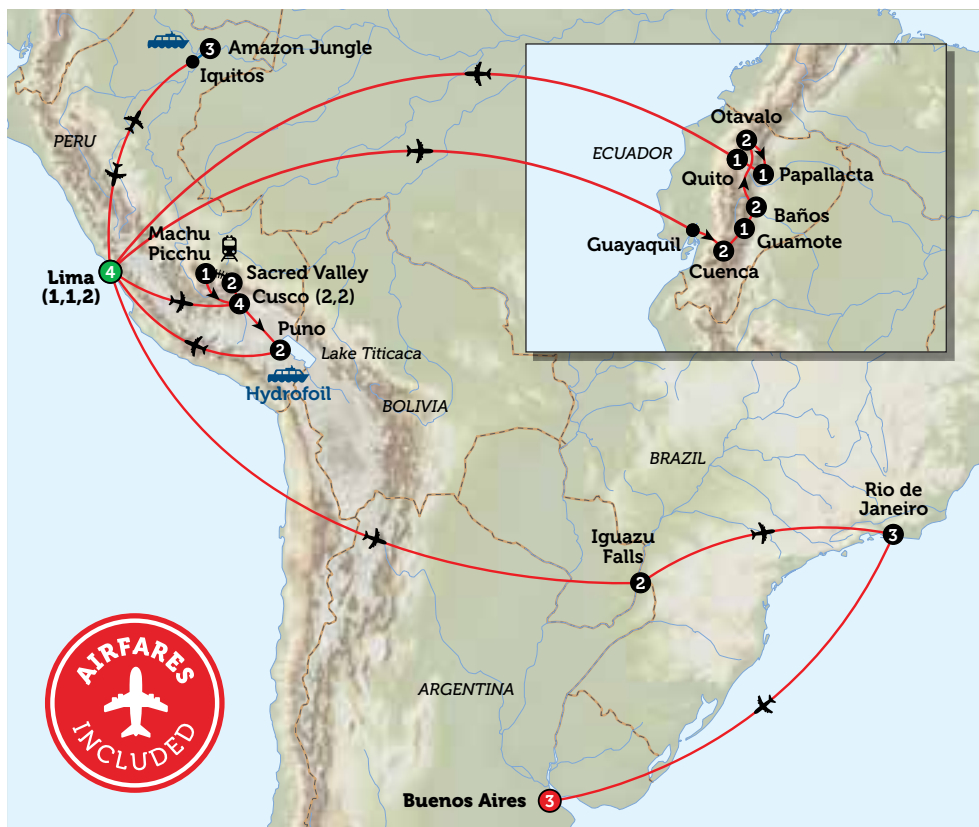 3 Amazon Jungle
Iquitos
PERU
Otavalo
2
ECUADOR
1
Quito
1 Papallacta
2 Baños
1 Guamote
Guayaquil
2
Cuenca
Machu
Picchu
1
2 Sacred Valley
4 Cusco (2,2)
4
Lima
(1,1,2)
Puno
2
Lake Titicaca
Hydrofoil
BOLIVIA
BRAZIL
Rio de
Janeiro
3
Iguazu
Falls
2
ARGENTINA
AIRFARES
INCLUDED
Buenos Aires 3